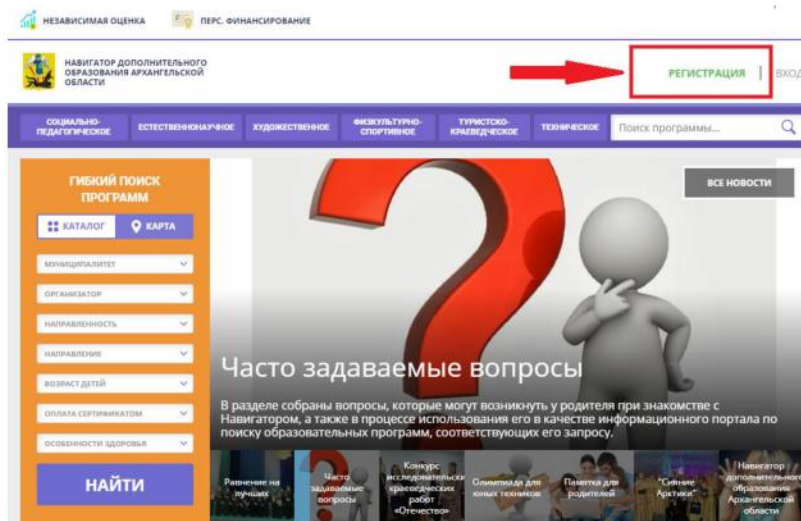 НЕЗАВИСИМАЯ ОЦЕНКА
ПЕРС. ФИНАНСИРОВАНИЕ
НАВИГАТОР ДОПОЛНИТЕЛЬНОГО
ОБРАЗОВАНИЯ АРХАНГЕЛЬСКОЙ
ОБЛАСТИ
РЕГИСТРАЦИЯ
ВХОД
СОЦИАЛЬНО-
ПЕДАГОГИЧЕСКОЕ
ЕСТЕСТВЕННОНАУЧНОЕ
ХУДОЖЕСТВЕННОЕ
ФИЗКУЛЬТУРНО-
СПОРТИВНОЕ
ТУРИСТСКО-
КРАЕВЕДЧЕСКОЕ
ТЕХНИЧЕСКОЕ
Поиск программы...
ГИБКИЙ ПОИСК
ПРОГРАММ
КАТАЛОГ
КАРТА
МУНИЦИПАЛИТЕТ
ОРГАНИЗАТОР
НАПРАВЛЕННОСТЬ
НАПРАВЛЕНИЕ
ВОЗРАСТ ДЕТЕЙ
ОПЛАТА СЕРТИФИКАТОМ
ОСОБЕННОСТИ ЗДОРОВЬЯ
НАЙТИ
ВСЕ НОВОСТИ
Часто задаваемые вопросы
В разделе собраны вопросы, которые могут возникнуть у родителя при знакомстве с
Навигатором, а также в процессе использования его в качестве информационного портала по
поиску образовательных программ, соответствующих его запросу.
Равнение на
лучших
Часто
задаваемые
вопросы
Конкурс
исследовательски
краеведческих
работ
«Отечество»
Олимпиада для
юных техников
Памятка для
родителей
"Сияние
Арктики"
Навигатор
дополнительного
образования
Архангельской
области